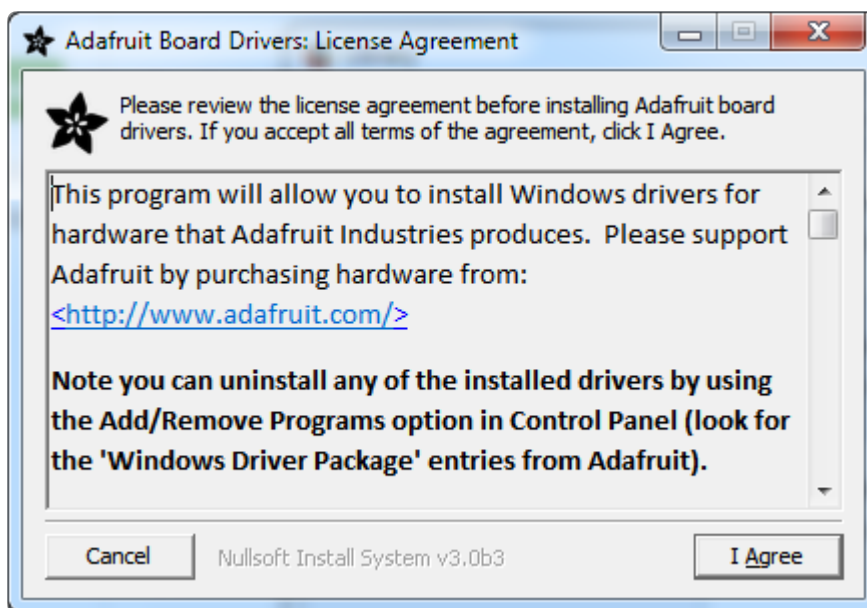 Adafruit Board Drivers: License Agreement
Please review the license agreement before installing Adafruit board
drivers. If you accept all terms of the agreement, click I Agree.
This program will allow you to install Windows drivers for
hardware that Adafruit Industries produces.  Please support
Adafruit by purchasing hardware from:
<http://www.adafruit.com/>
Note you can uninstall any of the installed drivers by using
the Add/Remove Programs option in Control Panel (look for
the 'Windows Driver Package' entries from Adafruit).
Cancel
Nullsoft Install System v3.0b3
I Agree